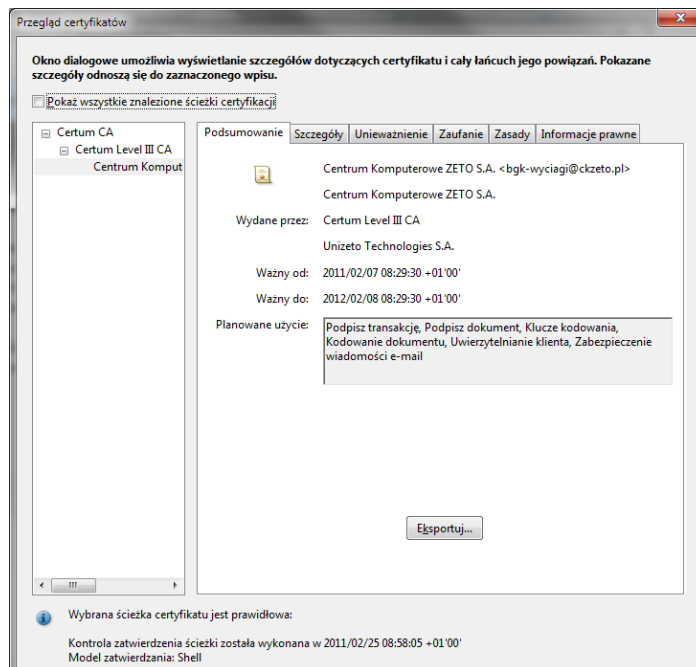 Przegląd certyfikatów
Okno dialogowe umożliwia wyświetlanie szczegółów dotyczących certyfikatu i cały łańcuch jego powiązań. Pokazane
szczegóły odnoszą się do zaznaczonego wpisu.
Pokaż wszystkie znalezione ścieżki certyfikacji
Certum CA
Certum Level III CA
Centrum Komput
Podsumowanie Szczegóły Unieważnienie Zaufanie Zasady Informacje prawne
Centrum Komputerowe ZETO S.A. <bgk-wyciagi@ckzeto.pl>
Centrum Komputerowe ZETO S.A.
Wydane przez: Certum Level III CA
Unizeto Technologies S.A.
Ważny od: 2011/02/07 08:29:30 +01'00'
Ważny do: 2012/02/08 08:29:30 +01'00'
Planowane użycie: Podpisz transakcję, Podpisz dokument, Klucze kodowania,
Kodowanie dokumentu, Uwierzytelnianie klienta, Zabezpieczenie
wiadomości e-mail
Eksportuj...
Wybrana ścieżka certyfikatu jest prawidłowa:
Kontrola zatwierdzenia ścieżki została wykonana w 2011/02/25 08:58:05 +01'00'
Model zatwierdzania: Shell